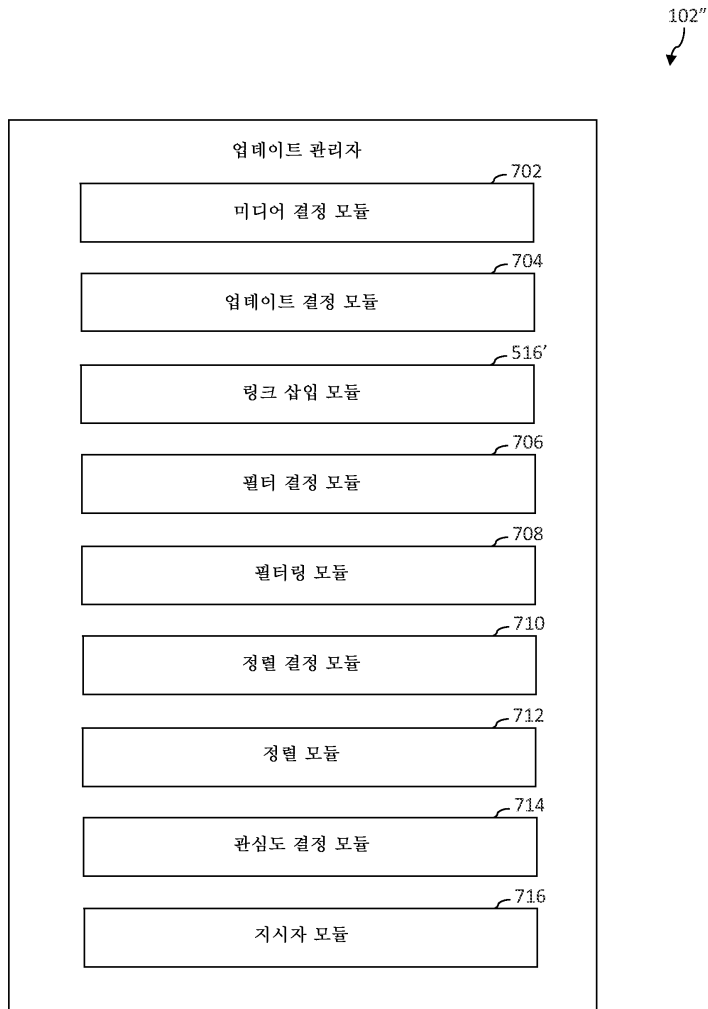 102”
업데이트 관리자
702
미디어 결정 모듈
704
업데이트 결정 모듈
516’
링크 삽입 모듈
706
필터 결정 모듈
708
필터링 모듈
710
정렬 결정 모듈
712
정렬 모듈
714
관심도 결정 모듈
716
지시자 모듈